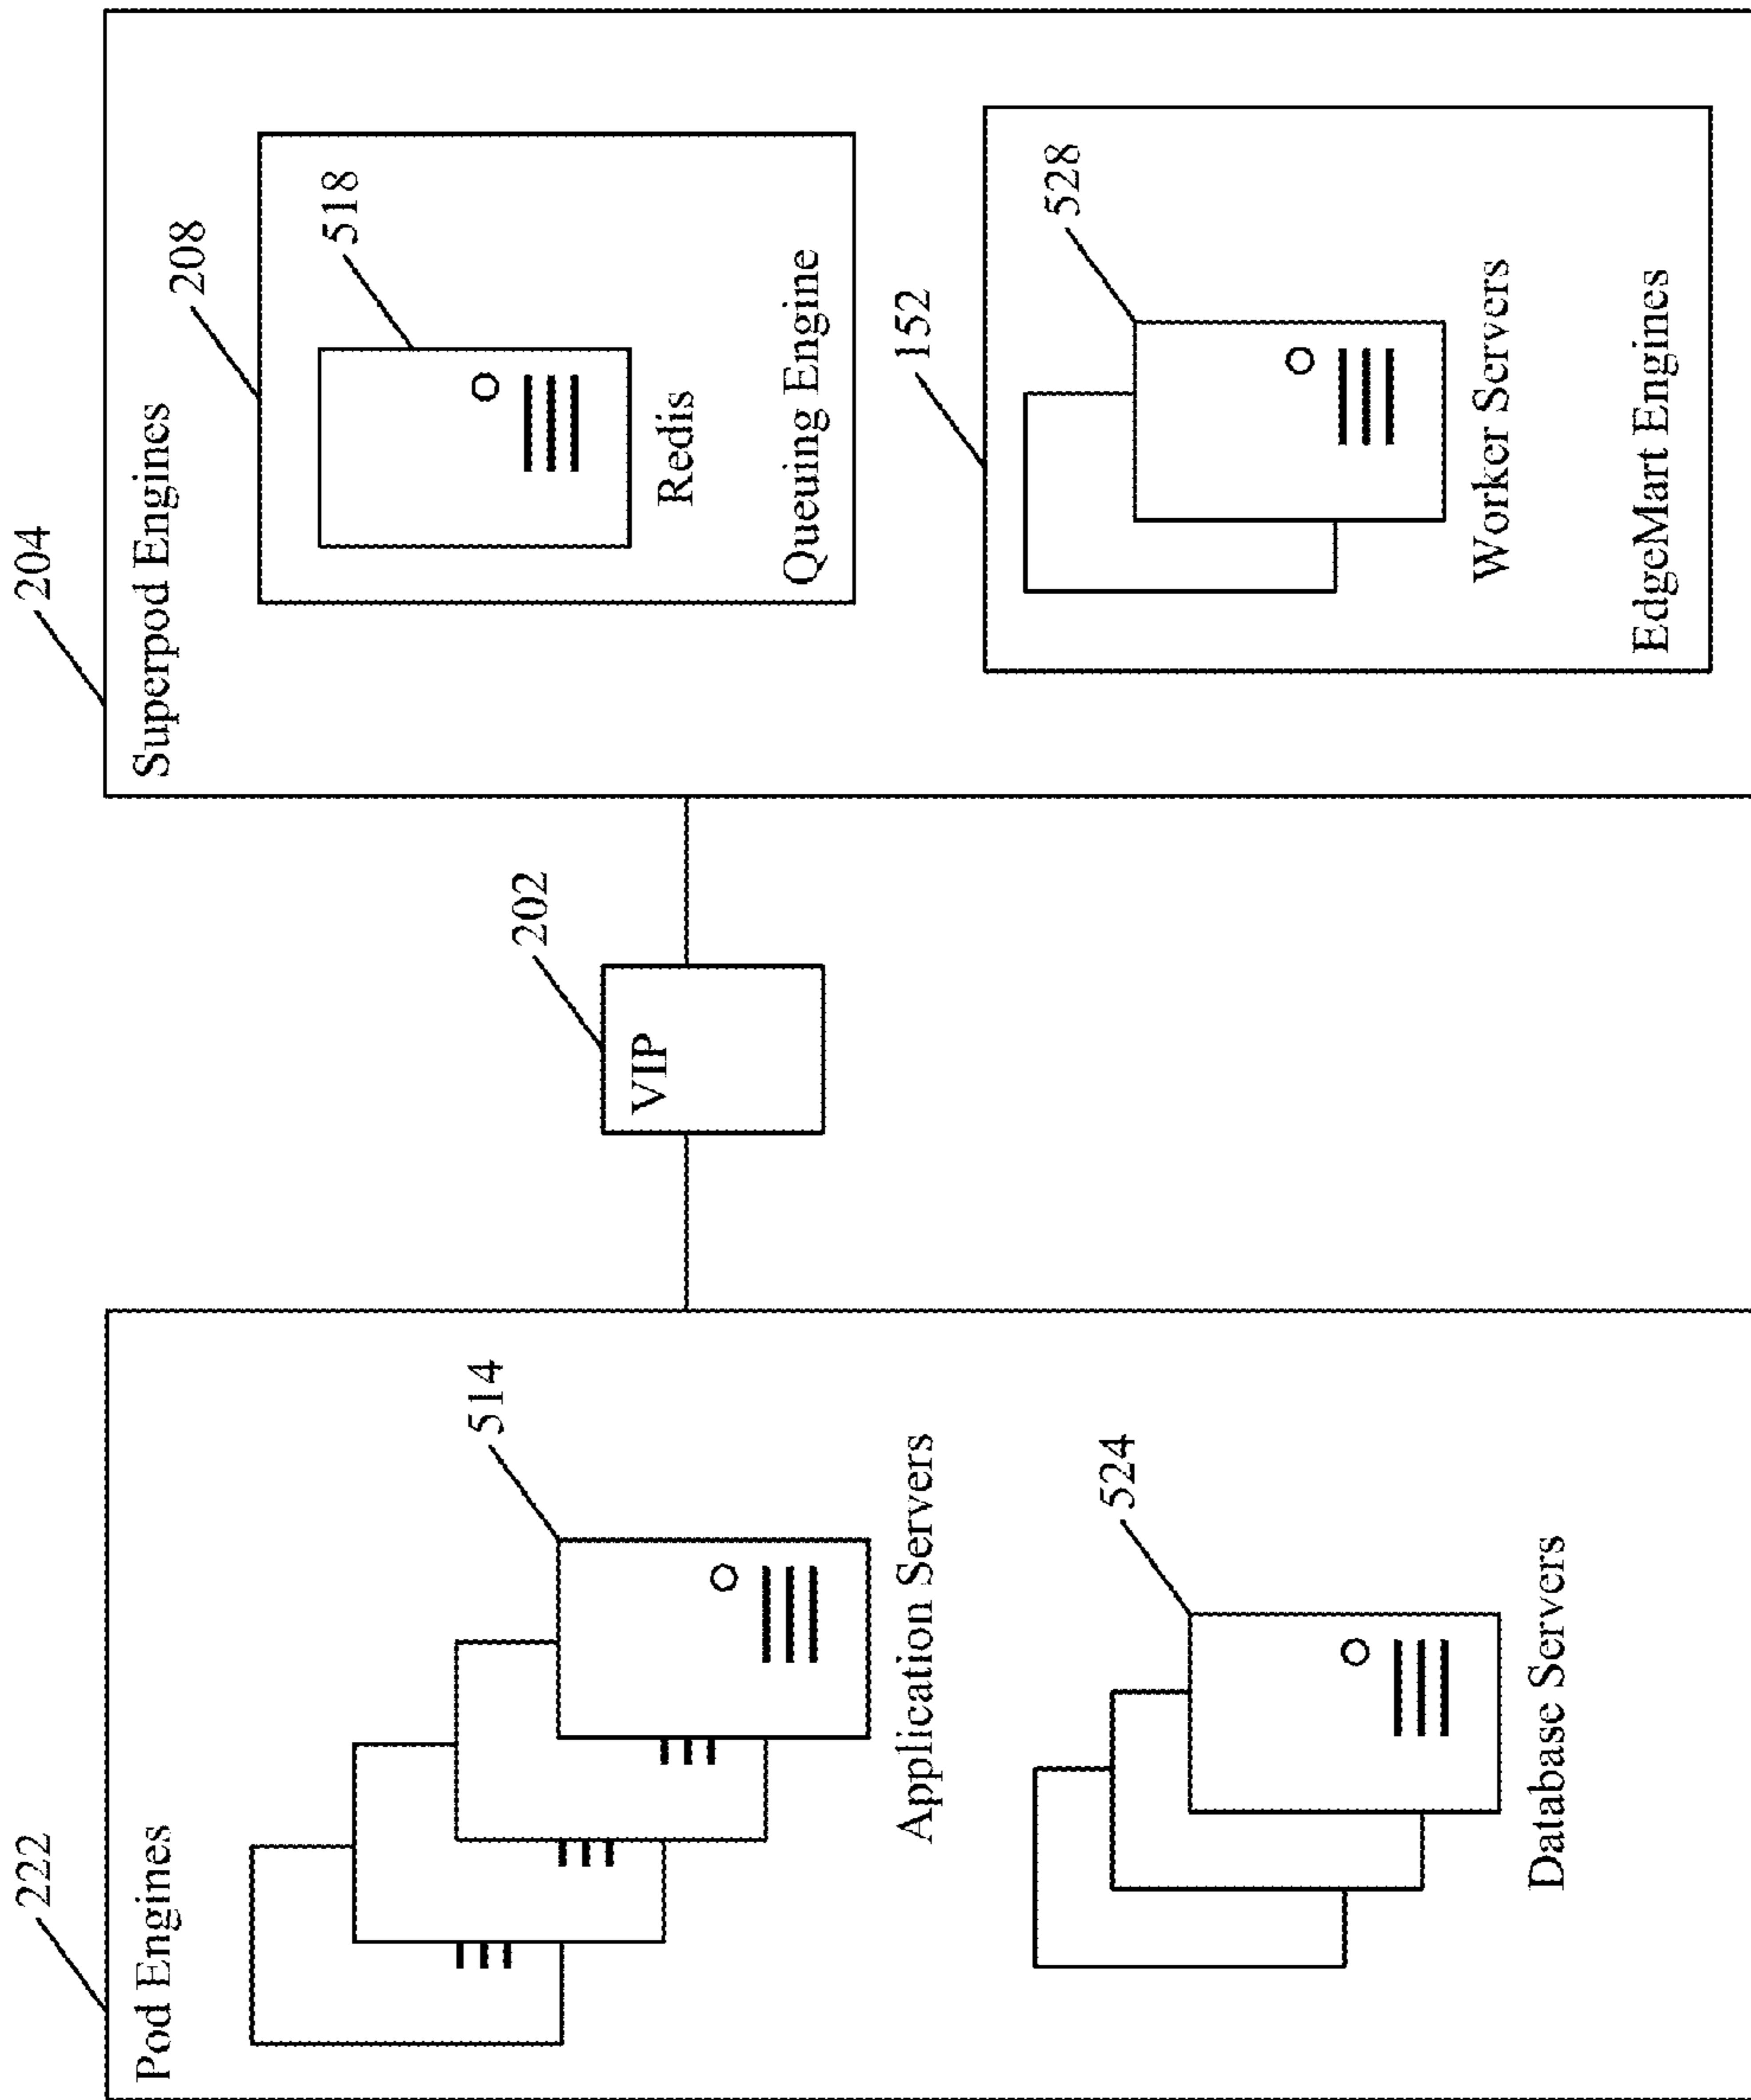 222
Pod Engines
514
Application Servers
524
Database Servers
202
VIP
204
Superpod Engines
208
518
Redis
Queuing Engine
152
528
Worker Servers
EdgeMart Engines